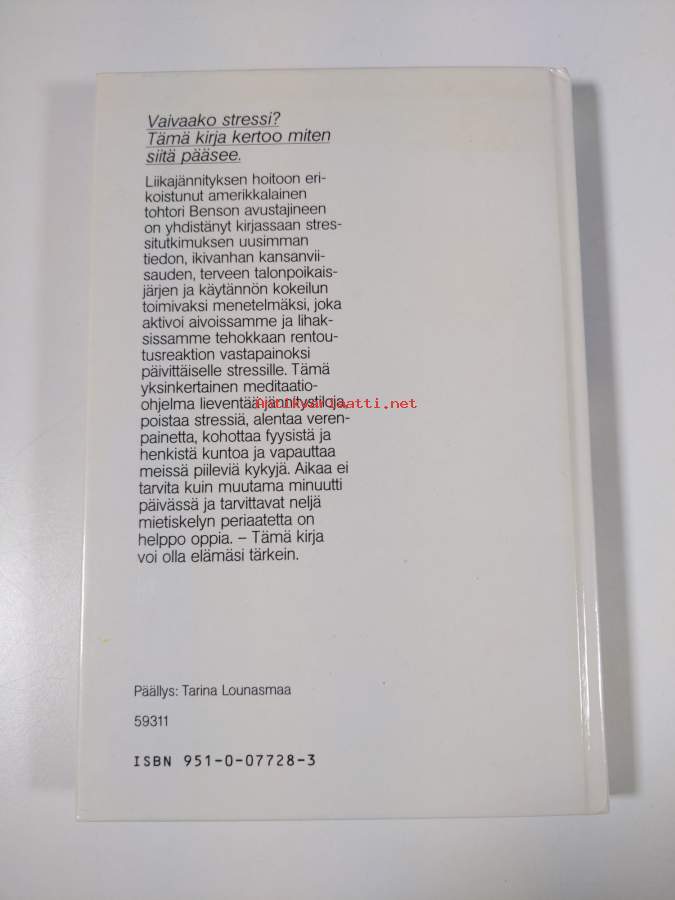 Vaivaako stressi?
Tämä kirja kertoo miten
siitä pääsee.
Liikajännityksen hoitoon eri-
koistunut amerikkalainen
tohtori Benson avustajineen
on yhdistänyt kirjassaan stres-
situtkimuksen uusimman
tiedon, ikivanhan kansanvii-
sauden, terveen talonpoikais-
järjen ja käytännön kokeilun
toimivaksi menetelmäksi, joka
aktivoi aivoissamme ja lihak-
sissamme tehokkaan rentou-
tusreaktion vastapainoksi
päivittäiselle stressille. Tämä
yksinkertainen meditaatio-
ohjelma lieventää jännitystiloja,
Antikvariaatti.net
poistaa stressiä, alentaa veren-
painetta, kohottaa fyysistä ja
henkistä kuntoa ja vapauttaa
meissä piileviä kykyjä. Aikaa ei
tarvita kuin muutama minuutti
päivässä ja tarvittavat neljä
mietiskelyn periaatetta on
helppo oppia. – Tämä kirja
voi olla elämäsi tärkein.
Päällys: Tarina Lounasmaa
59311
ISBN 951-0-07728-3